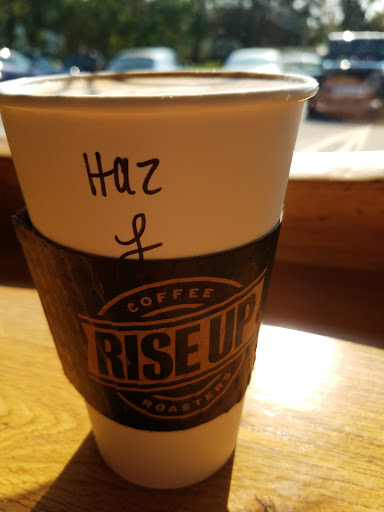 Haz
L
COFFEE
RISE UP
ROASTERS